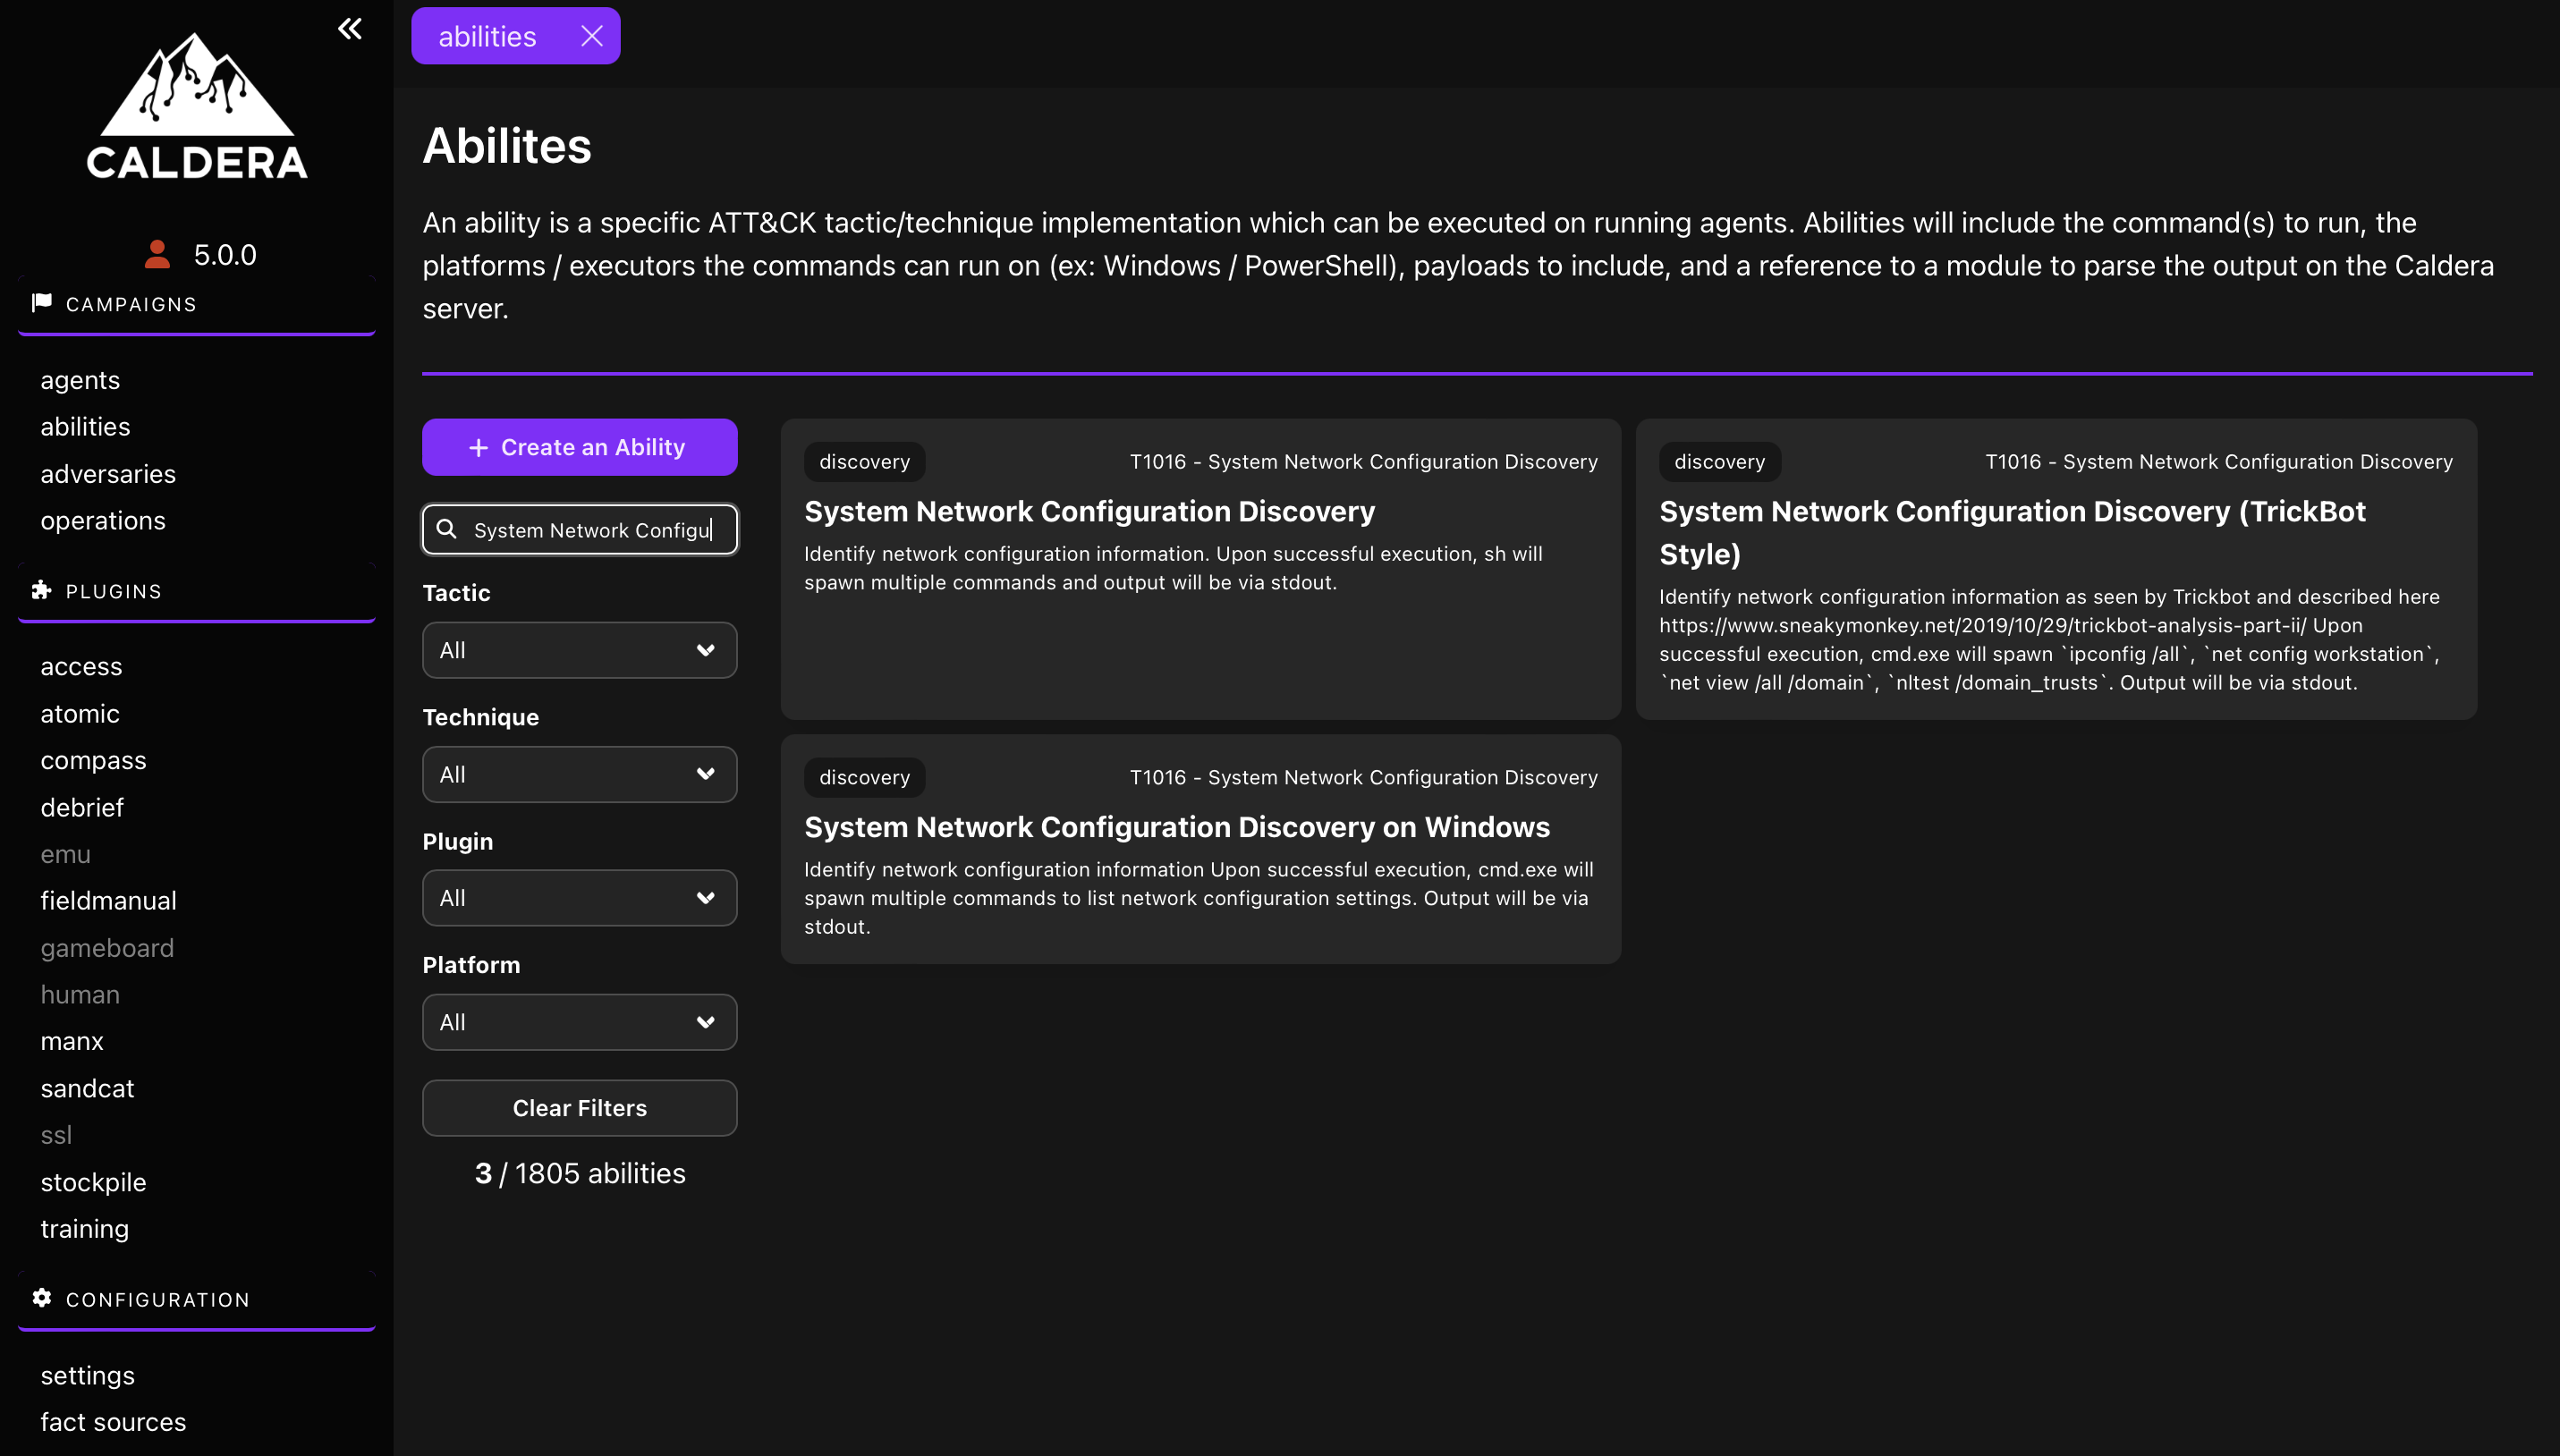 CALDERA
5.0.0
CAMPAIGNS
agents
abilities
adversaries
operations
PLUGINS
access
atomic
compass
debrief
emu
fieldmanual
gameboard
human
manx
sandcat
ssl
stockpile
training
CONFIGURATION
settings
fact sources
abilities
Abilites
An ability is a specific ATT&CK tactic/technique implementation which can be executed on running agents. Abilities will include the command(s) to run, the
platforms / executors the commands can run on (ex: Windows / PowerShell), payloads to include, and a reference to a module to parse the output on the Caldera
server.
Create an Ability
System Network Configu
Tactic
All
Technique
All
Plugin
All
Platform
All
Clear Filters
3 / 1805 abilities
discovery
T1016 - System Network Configuration Discovery
System Network Configuration Discovery
Identify network configuration information. Upon successful execution, sh will
spawn multiple commands and output will be via stdout.
discovery
T1016 - System Network Configuration Discovery
System Network Configuration Discovery (TrickBot
Style)
Identify network configuration information as seen by Trickbot and described here
https://www.sneakymonkey.net/2019/10/29/trickbot-analysis-part-ii/ Upon
successful execution, cmd.exe will spawn `ipconfig /all`, `net config workstation`,
`net view /all /domain`, `nltest /domain_trusts`. Output will be via stdout.
discovery
T1016 - System Network Configuration Discovery
System Network Configuration Discovery on Windows
Identify network configuration information Upon successful execution, cmd.exe will
spawn multiple commands to list network configuration settings. Output will be via
stdout.